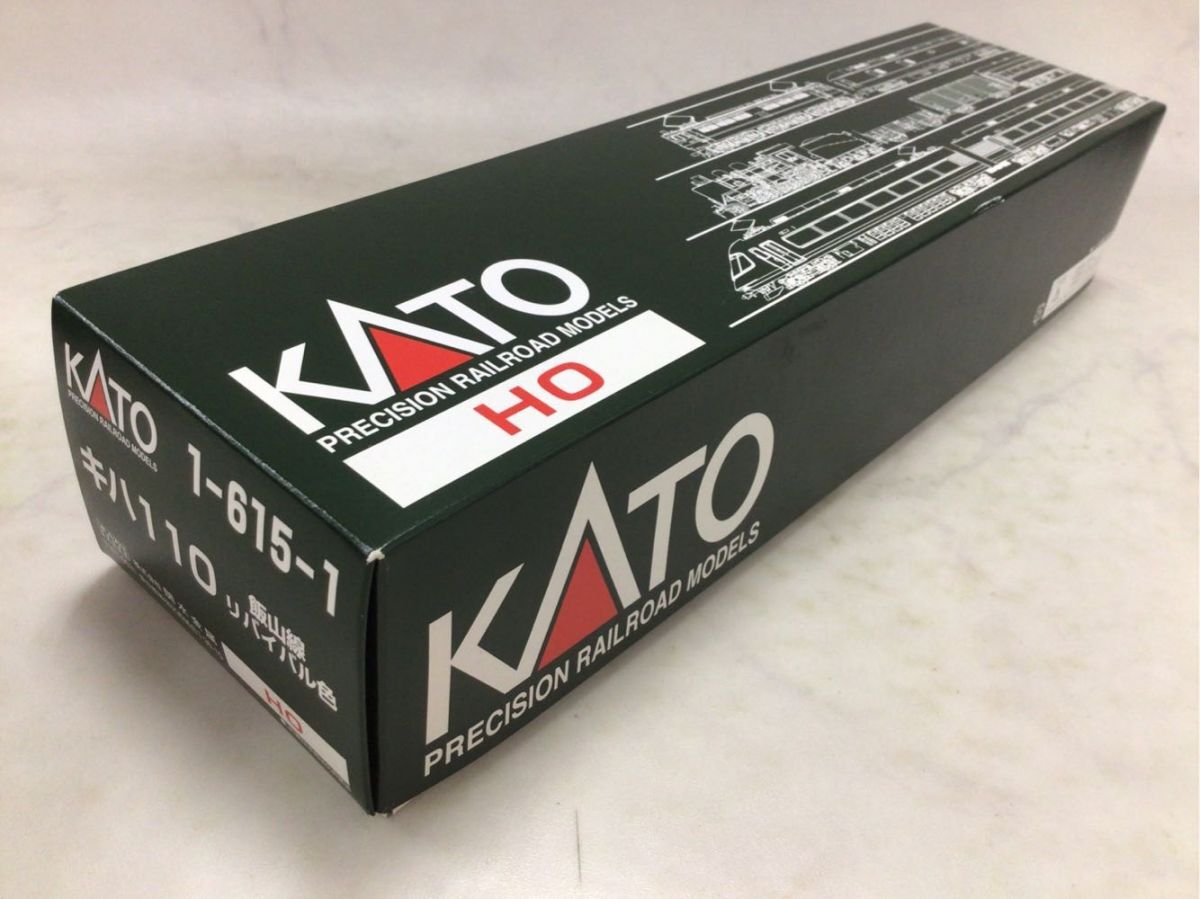 KATO
PRECISION RAILROAD MODELS
HO
KATO
PRECISION RAILROAD MODELS
1-615-1
キハ110
飯山線
リバイバル色
HO
KATO
PRECISION RAILROAD MODELS